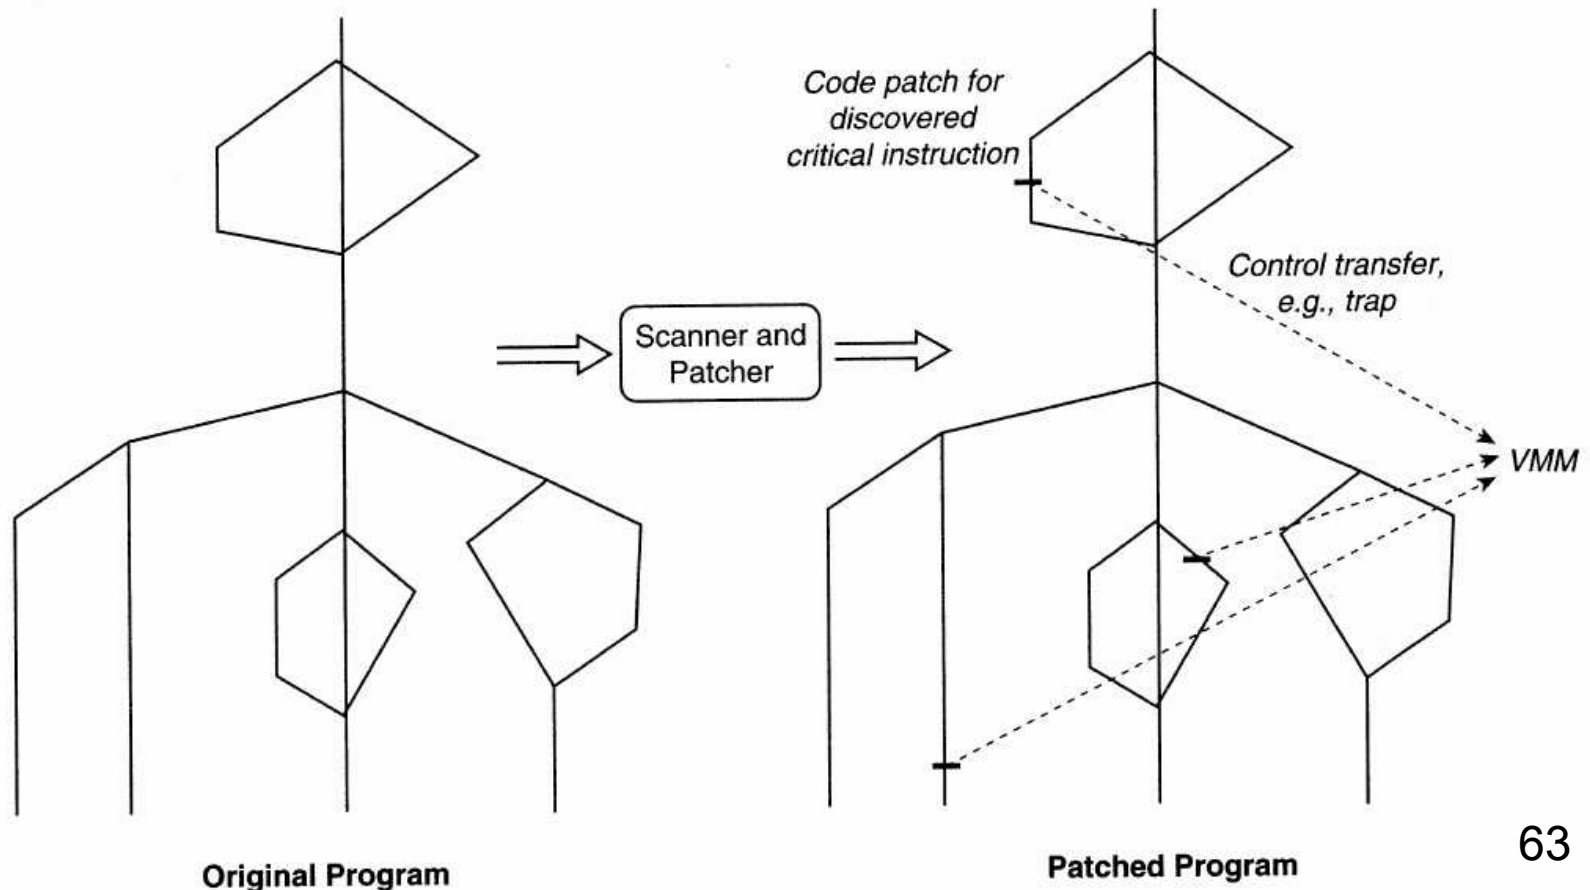 Code patch for
discovered
critical instruction
Control transfer,
e.g., trap
Scanner and
Patcher
VMM
Original Program
Patched Program
63